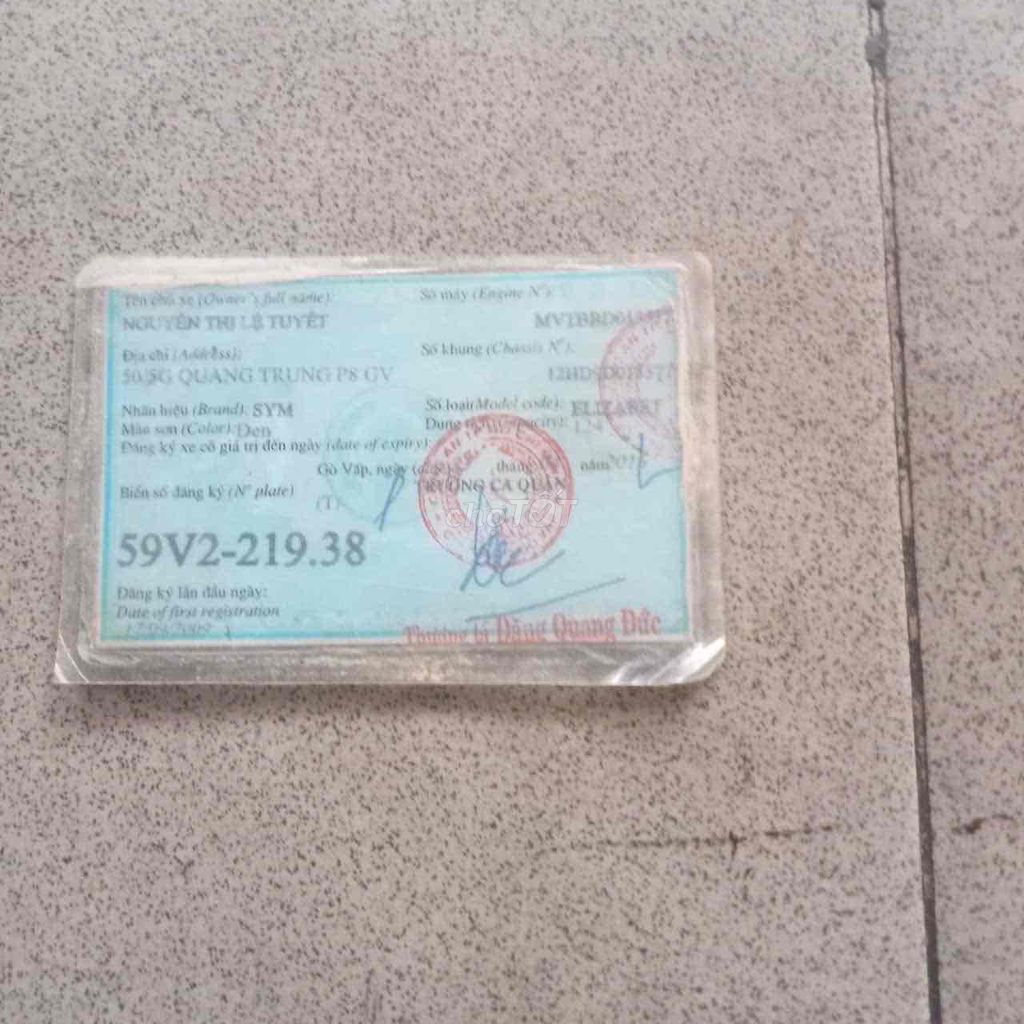 Tên chủ xe (Owner's full name):
NGUYỄN THỊ LỆ TUYẾT
Số máy (Engine N°):
Địa chỉ (Address):
50/5G QUANG TRUNG P8 GV
Số khung (Chassis N°):
Nhãn hiệu (Brand): SYM
Số loại (Model code):
Màu sơn (Color): Đen
Đăng ký xe có giá trị đến ngày (date of expiry):
Gò Vấp, ngày tháng năm
Biển số đăng ký (N° plate)
TRƯỞNG CA QUẬN
(1)
59V2-219.38
chợTỐT
Đăng ký lần đầu ngày:
Date of first registration
Thượng tá Đặng Quang Đức